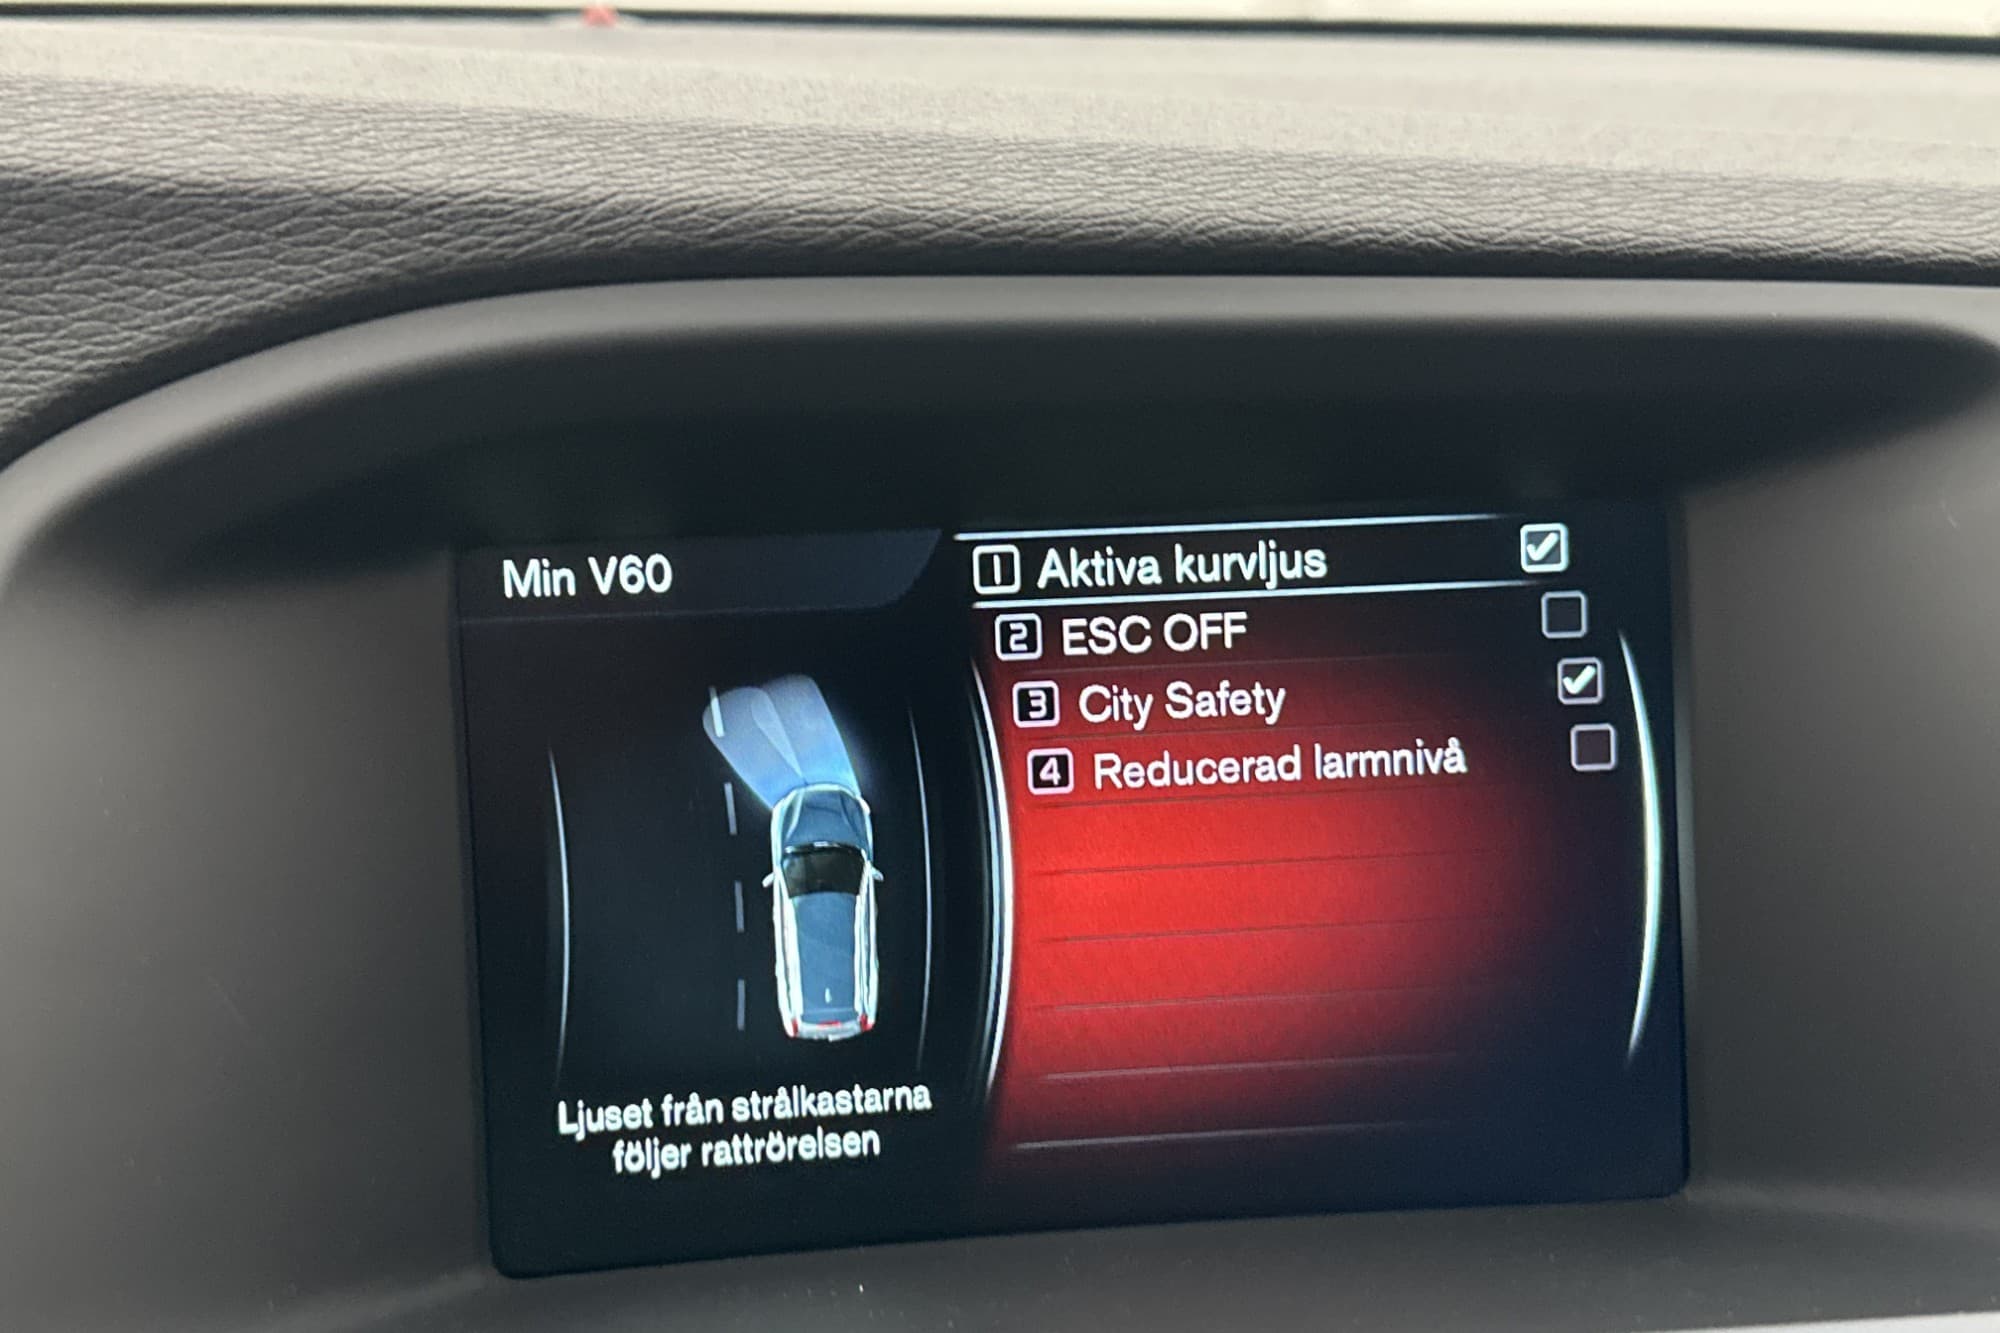 Min V60
1 Aktiva kurvljus
2 ESC OFF
3 City Safety
4 Reducerad larmnivå
Ljuset från strålkastarna
följer rattrörelsen